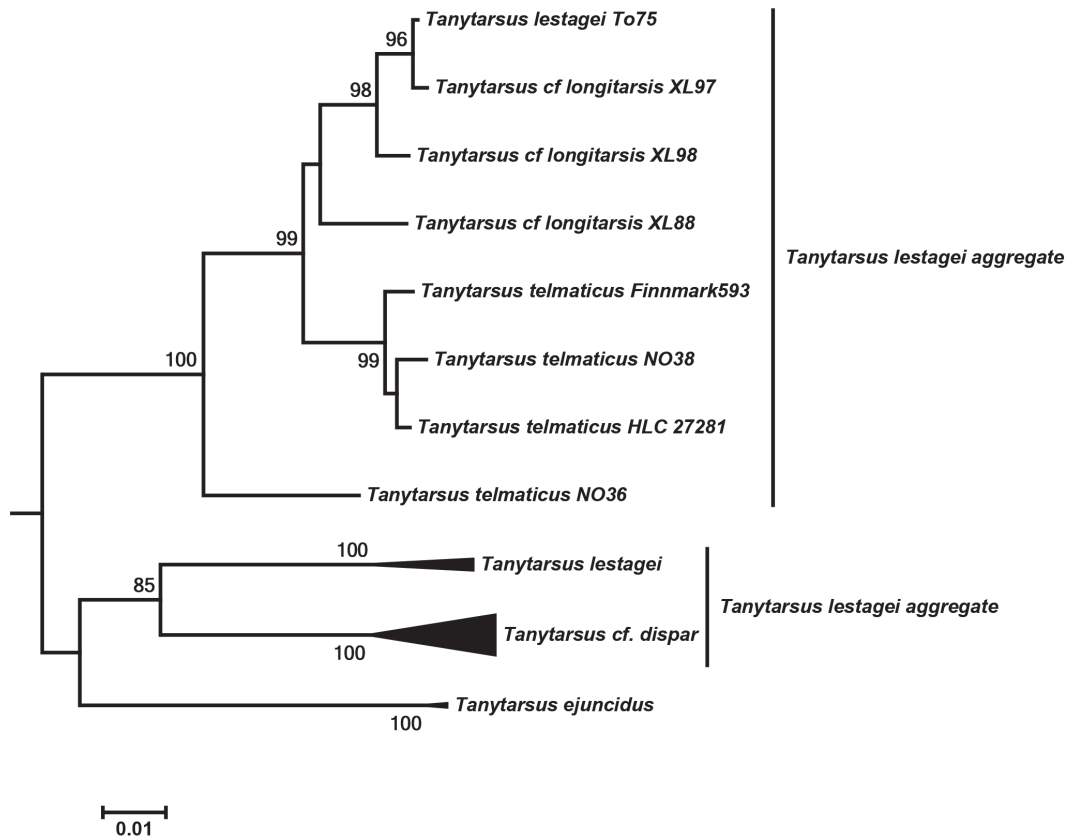 Tanytarsus lestagei To75
96
Tanytarsus cf longitarsis XL97
98
Tanytarsus cf longitarsis XL98
Tanytarsus cf longitarsis XL88
99
Tanytarsus lestagei aggregate
Tanytarsus telmaticus Finnmark593
99
Tanytarsus telmaticus NO38
100
Tanytarsus telmaticus HLC 27281
Tanytarsus telmaticus NO36
100
Tanytarsus lestagei
85
Tanytarsus lestagei aggregate
Tanytarsus cf. dispar
100
Tanytarsus ejuncidus
100
0.01